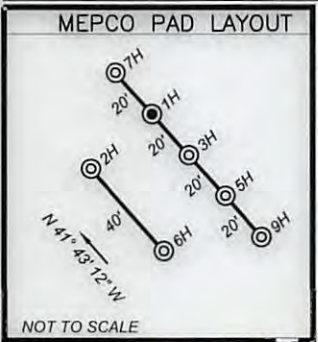 MEPCO PAD LAYOUT
7H
20'
1H
20'
3H
2H
20'
5H
40'
20'
9H
6H
N 41° 43' 12" W
NOT TO SCALE